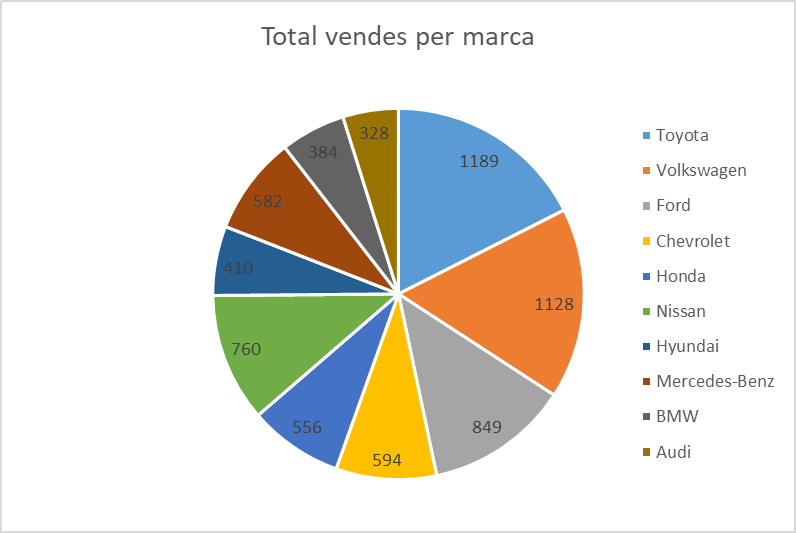 Total vendes per marca
1189
1128
849
594
556
760
410
582
384
328
Toyota
Volkswagen
Ford
Chevrolet
Honda
Nissan
Hyundai
Mercedes-Benz
BMW
Audi